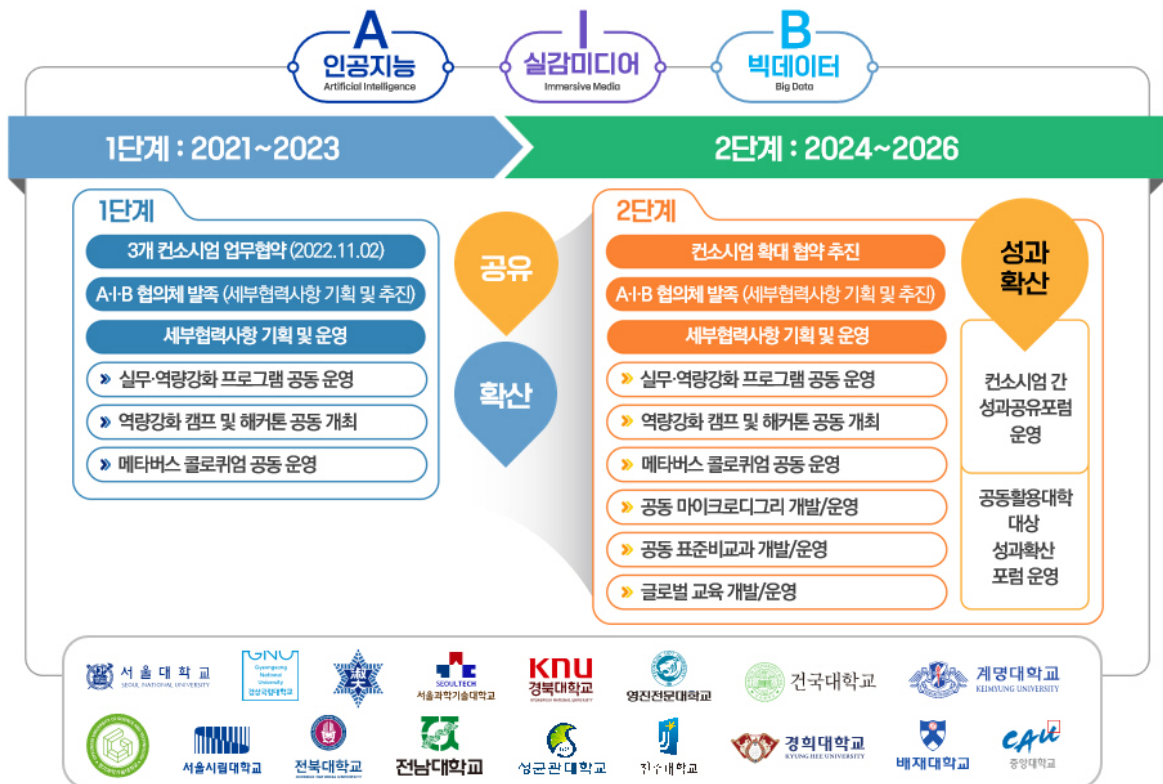 A
인공지능
Artificial Intelligence
I
실감미디어
Immersive Media
B
빅데이터
Big Data
1단계 : 2021~2023
2단계 : 2024~2026
1단계
3개 컨소시엄 업무협약 (2022.11.02)
A·I·B 협의체 발족 (세부협력사항 기획 및 추진)
세부협력사항 기획 및 운영
» 실무·역량강화 프로그램 공동 운영
» 역량강화 캠프 및 해커톤 공동 개최
» 메타버스 콜로퀴엄 공동 운영
공유
확산
2단계
컨소시엄 확대 협약 추진
A·I·B 협의체 발족 (세부협력사항 기획 및 추진)
세부협력사항 기획 및 운영
» 실무·역량강화 프로그램 공동 운영
» 역량강화 캠프 및 해커톤 공동 개최
» 메타버스 콜로퀴엄 공동 운영
» 공동 마이크로디그리 개발/운영
» 공동 표준비교과 개발/운영
» 글로벌 교육 개발/운영
성과
확산
컨소시엄 간
성과공유포럼
운영
공동활용대학
대상
성과확산
포럼 운영
서울대학교
SEOUL NATIONAL UNIVERSITY
GNU
Gyeongsang
National
University
경상국립대학교
SEOULTECH
서울과학기술대학교
KNU
경북대학교
KYUNGPOOK NATIONAL UNIVERSITY
영진전문대학교
건국대학교
계명대학교
KEIMYUNG UNIVERSITY
서울시립대학교
전북대학교
전남대학교
성균관대학교
전주대학교
경희대학교
KYUNG HEE UNIVERSITY
배재대학교
CAU
중앙대학교